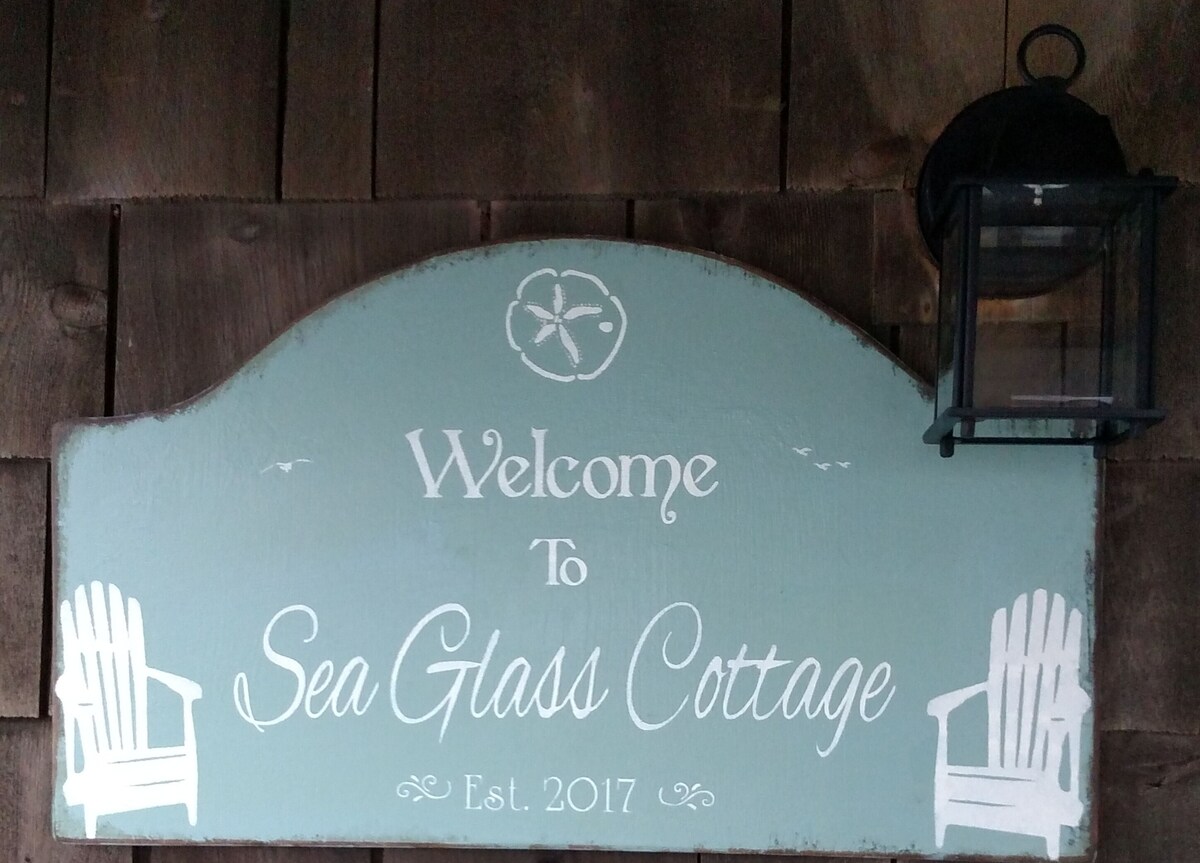 Welcome
To
Sea Glass Cottage
Est. 2017